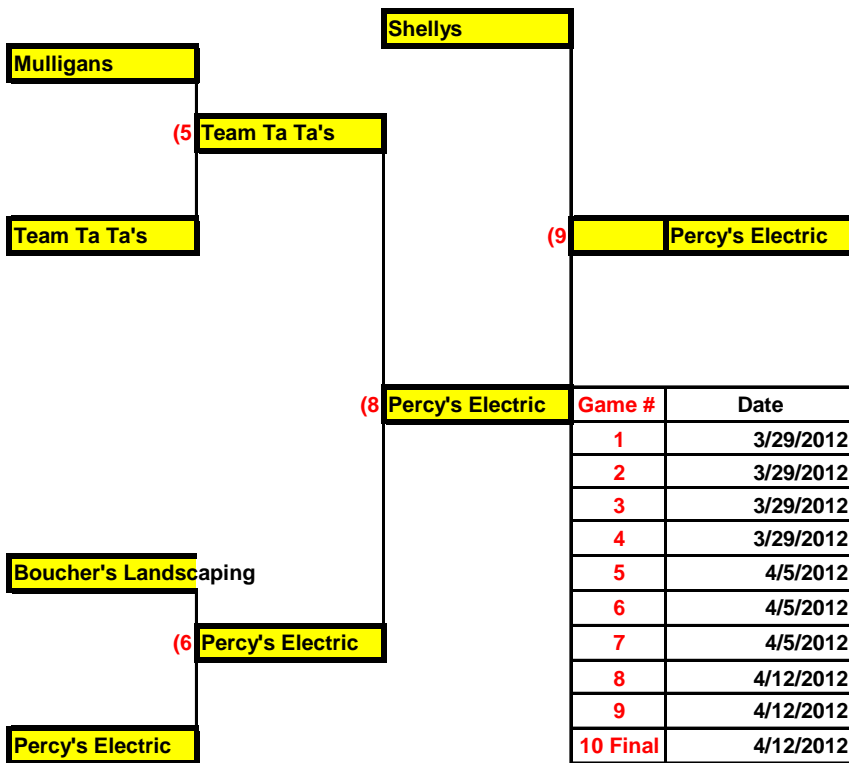 Shellys
Mulligans
(5 Team Ta Ta's
Team Ta Ta's
(9 Percy's Electric
(8 Percy's Electric
Game # Date
1 3/29/2012
2 3/29/2012
3 3/29/2012
4 3/29/2012
Boucher's Landscaping
5 4/5/2012
6 4/5/2012
(6 Percy's Electric
7 4/5/2012
8 4/12/2012
9 4/12/2012
Percy's Electric
10 Final 4/12/2012